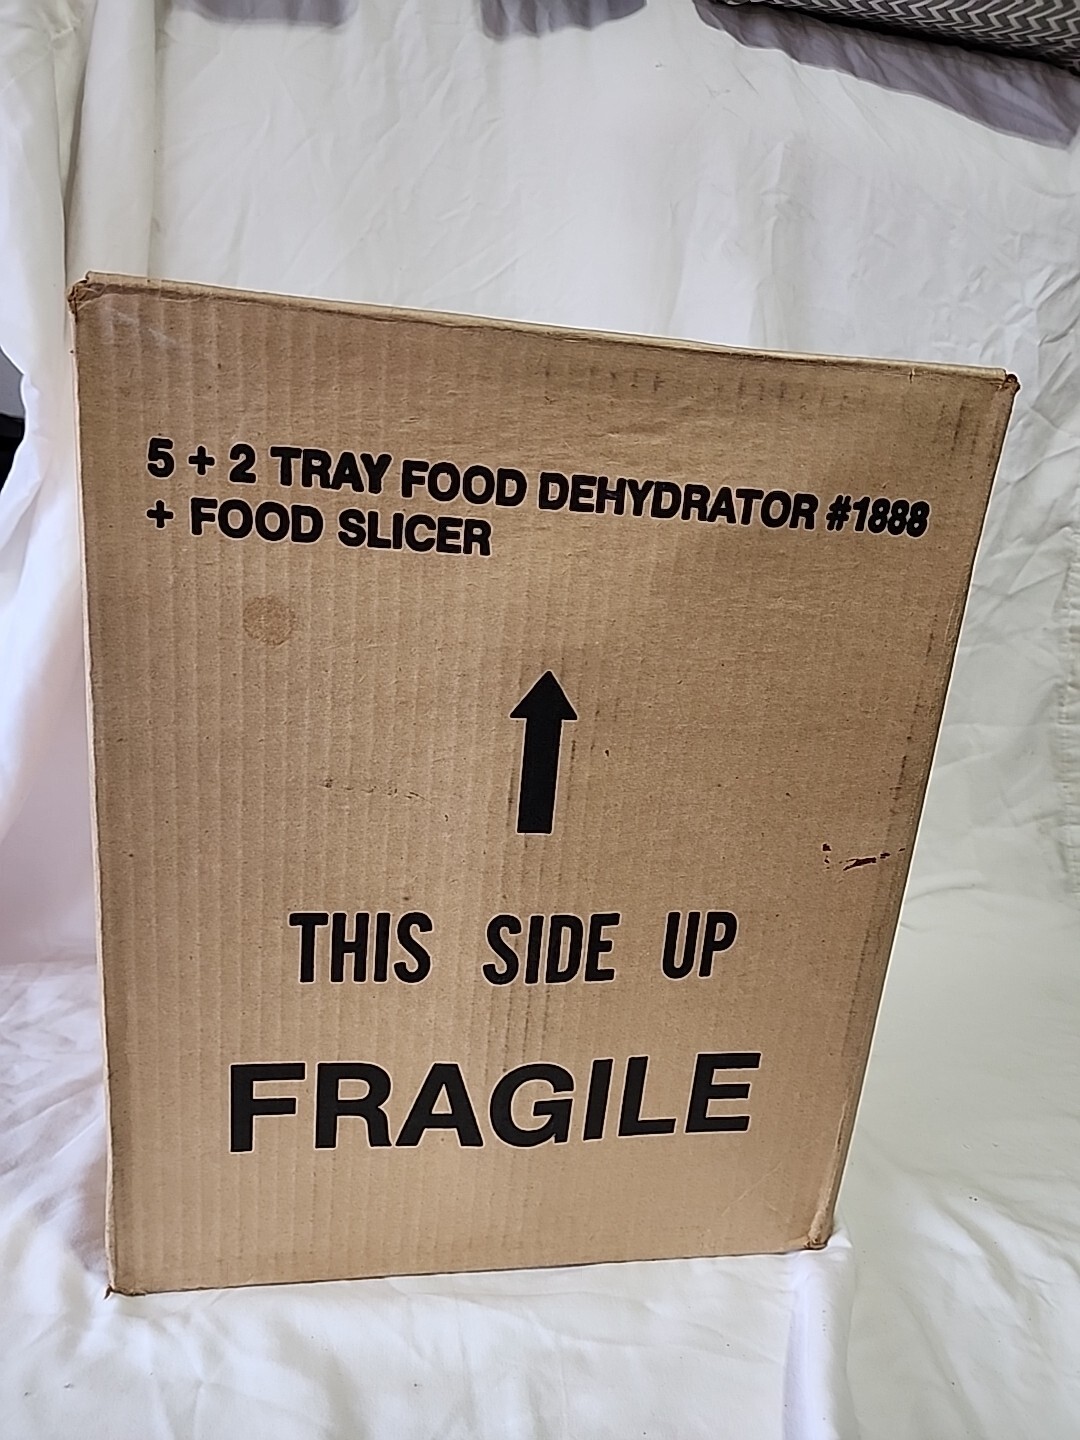 5 + 2 TRAY FOOD DEHYDRATOR #1888
+ FOOD SLICER
THIS SIDE UP
FRAGILE